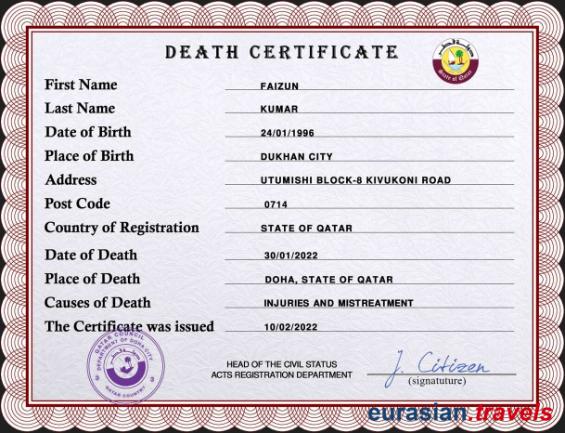 DEATH CERTIFICATE
State of Qatar
First Name FAIZUN
Last Name KUMAR
Date of Birth 24/01/1996
Place of Birth DUKHAN CITY
Address UTUMISHI BLOCK-8 KIVUKONI ROAD
Post Code 0714
Country of Registration STATE OF QATAR
Date of Death 30/01/2022
Place of Death DOHA, STATE OF QATAR
Causes of Death INJURIES AND MISTREATMENT
The Certificate was issued 10/02/2022
QATAR COUNCIL
DEPARTMENT OF DOHA CITY
QATAR COUNTRY
HEAD OF THE CIVIL STATUS
ACTS REGISTRATION DEPARTMENT
J. Citizen
(signatuture)
eurasian.travels